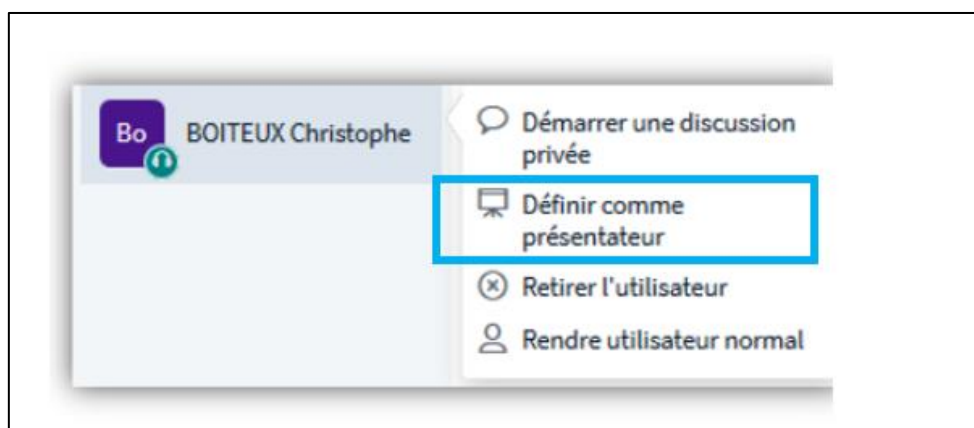 Bo
BOITEUX Christophe
Démarrer une discussion
privée
Définir comme
présentateur
Retirer l'utilisateur
Rendre utilisateur normal